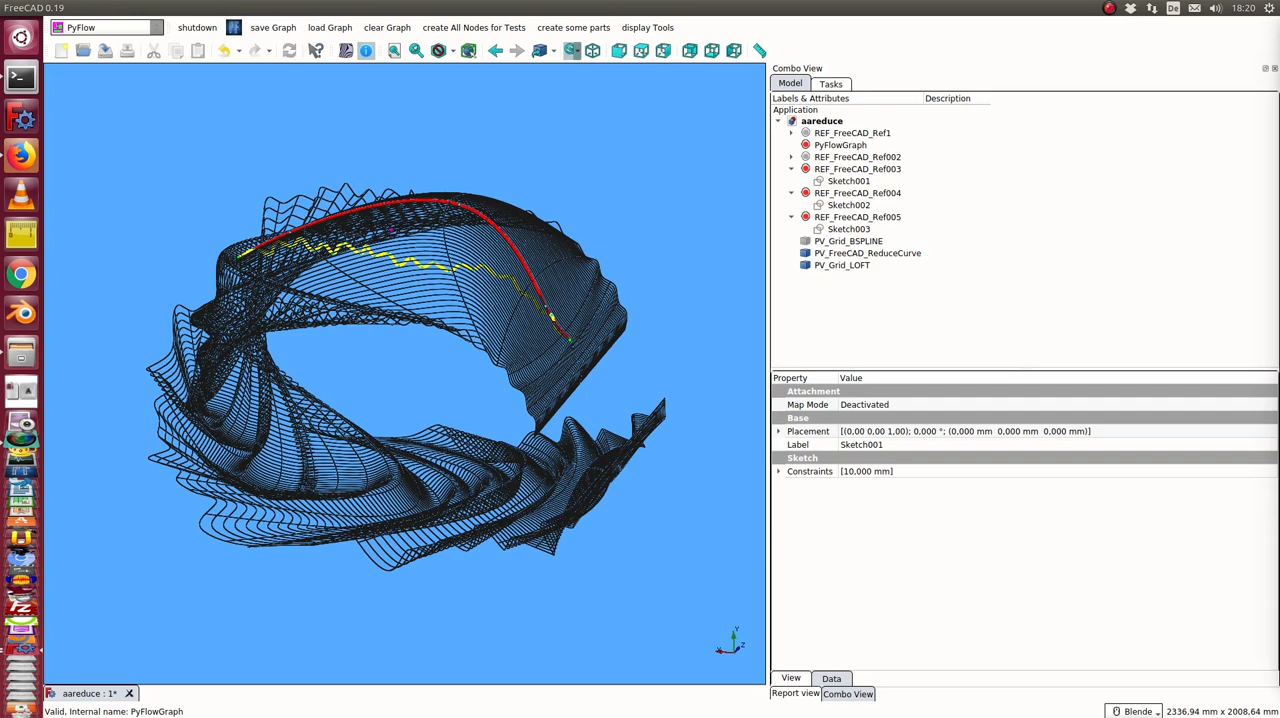 FreeCAD 0.19
De
18:20
PyFlow
shutdown
save Graph
load Graph
clear Graph
create All Nodes for Tests
create some parts
display Tools
Combo View
Model
Tasks
Labels & Attributes
Description
Application
aareduce
REF_FreeCAD_Ref1
PyFlowGraph
REF_FreeCAD_Ref002
REF_FreeCAD_Ref003
Sketch001
REF_FreeCAD_Ref004
Sketch002
REF_FreeCAD_Ref005
Sketch003
PV_Grid_BSPLINE
PV_FreeCAD_ReduceCurve
PV_Grid_LOFT
Property Value
Attachment
Map Mode Deactivated
Base
Placement [(0,00 0.00 1,00); 0,000 °; (0,000 mm 0,000 mm 0,000 mm)]
Label Sketch001
Sketch
Constraints [10,000 mm]
Y
Z
View
Data
aareduce : 1*
Report view
Combo View
Valid, Internal name: PyFlowGraph
Blende
2336,94 mm x 2008,64 mm